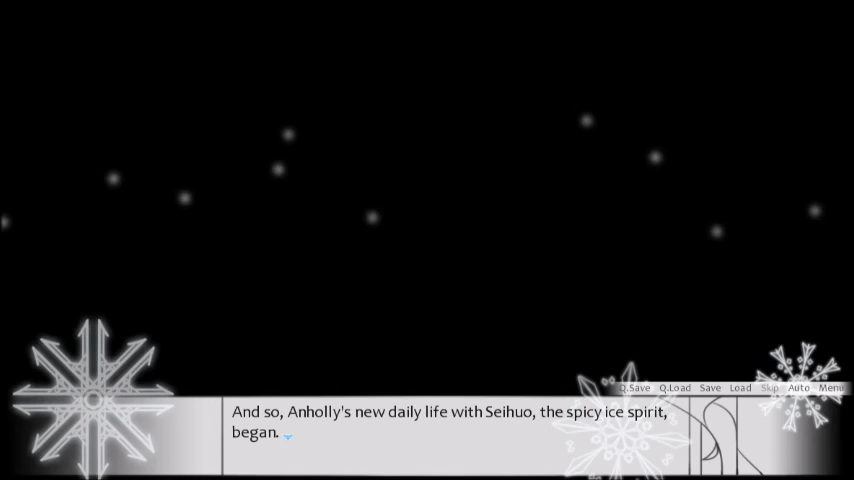 Q.Save Q.Load Save Load Skip Auto Menu
And so, Anholly's new daily life with Seihuo, the spicy ice spirit,
began.